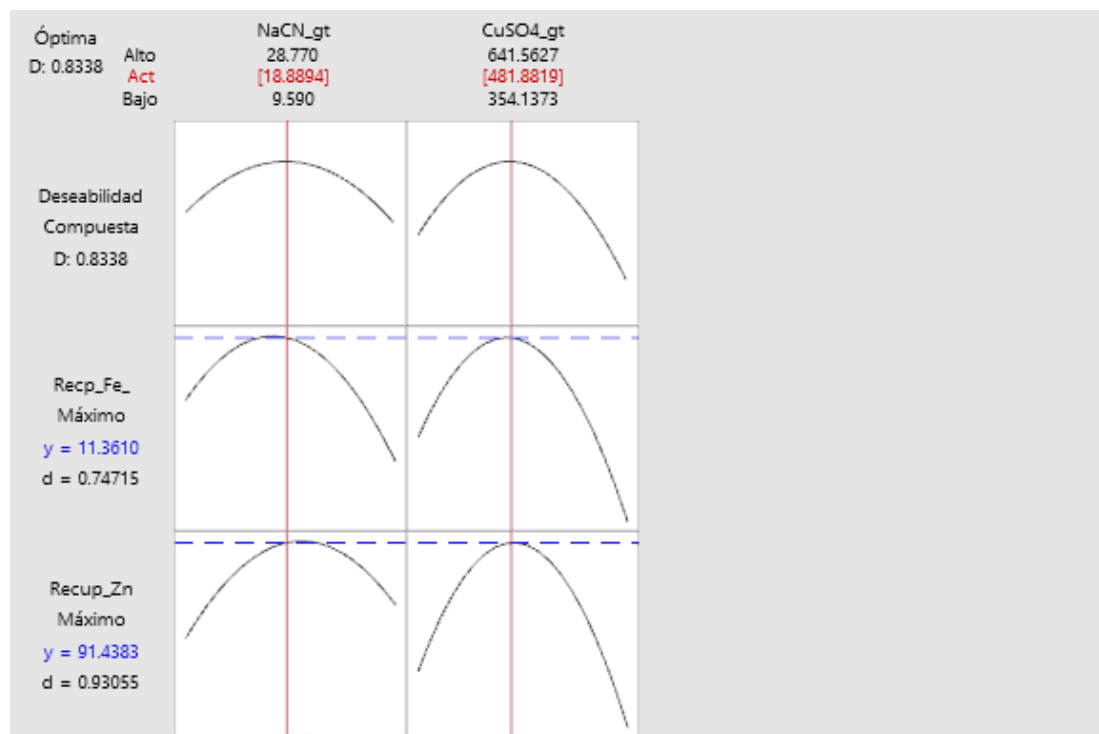 Óptima
D: 0.8338
Alto
Act
Bajo
NaCN_gt
28.770
[18.8894]
9.590
CuSO4_gt
641.5627
[481.8819]
354.1373
Deseabilidad
Compuesta
D: 0.8338
Recp_Fe_
Máximo
y = 11.3610
d = 0.74715
Recup_Zn
Máximo
y = 91.4383
d = 0.93055